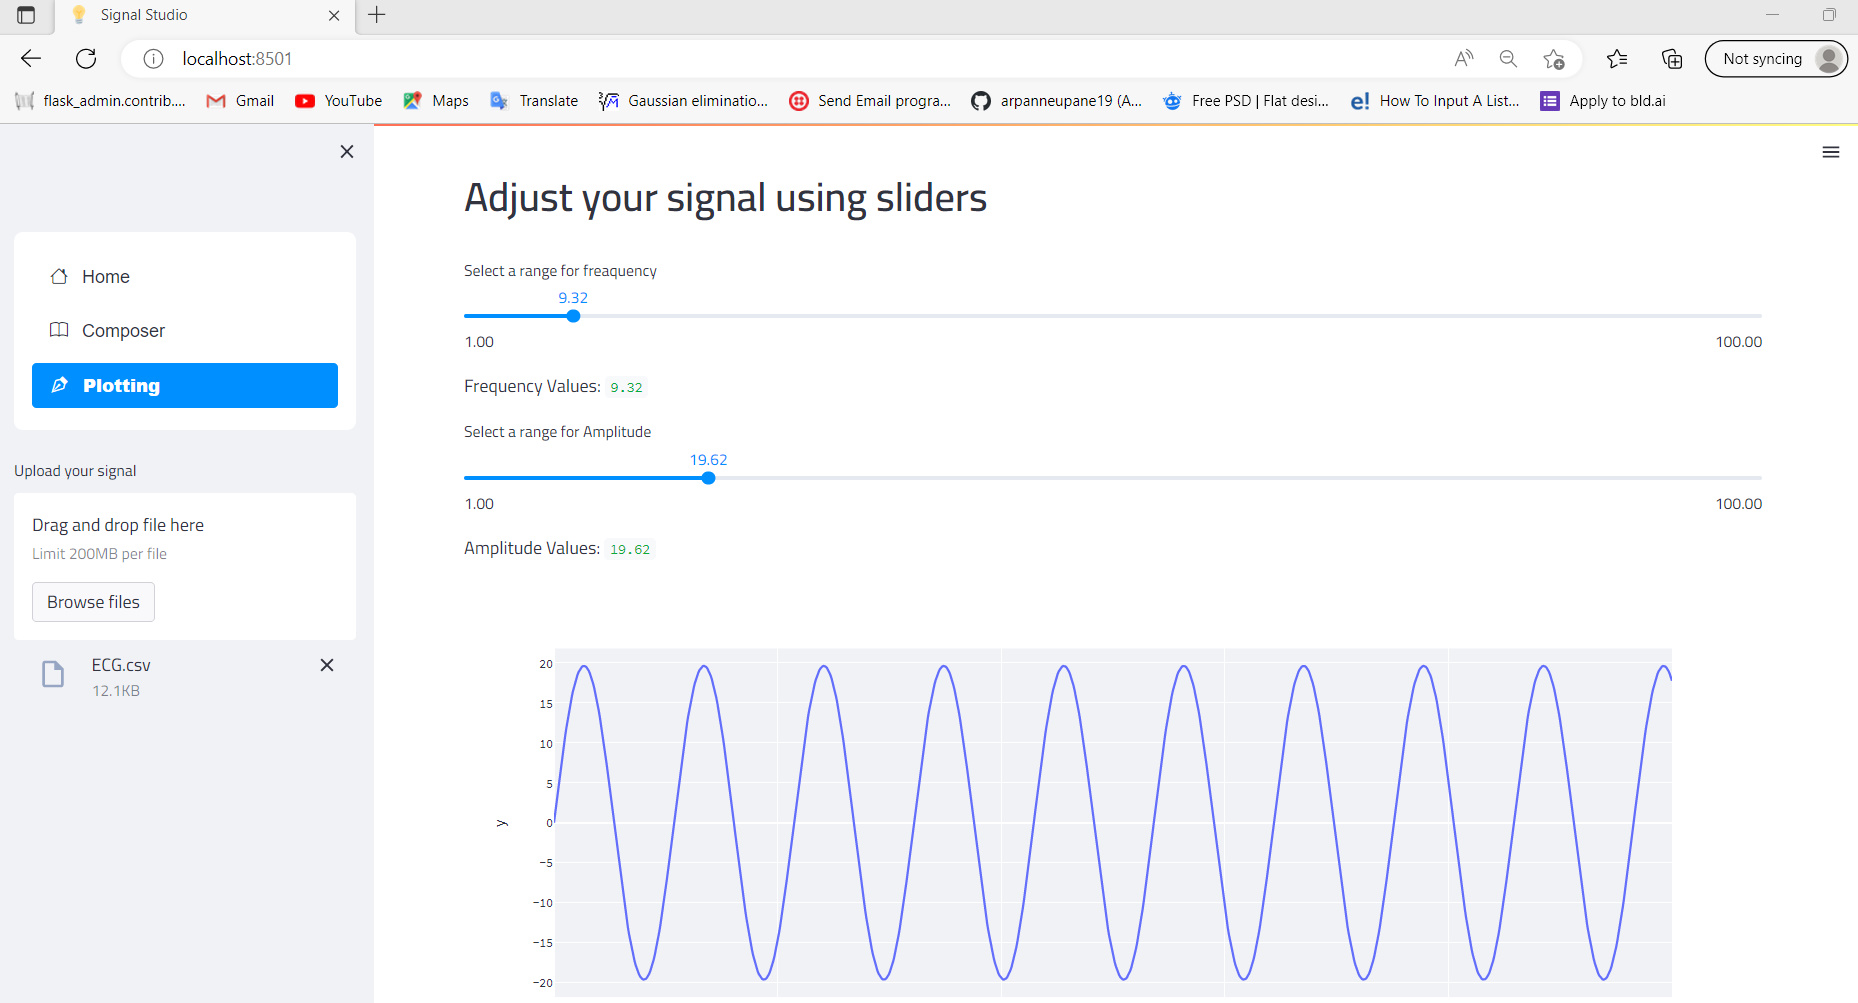 Signal Studio
localhost:8501
Not syncing
flask_admin.contrib.... Gmail YouTube Maps Translate Gaussian eliminatio... Send Email progra... arpanneupane19 (A... Free PSD | Flat desi... How To Input A List... Apply to bld.ai
Home
Composer
Plotting
Upload your signal
Drag and drop file here
Limit 200MB per file
Browse files
ECG.csv
12.1KB
Adjust your signal using sliders
Select a range for freaquency
9.32
1.00 100.00
Frequency Values: 9.32
Select a range for Amplitude
19.62
1.00 100.00
Amplitude Values: 19.62
20
15
10
5
y
0
−5
−10
−15
−20